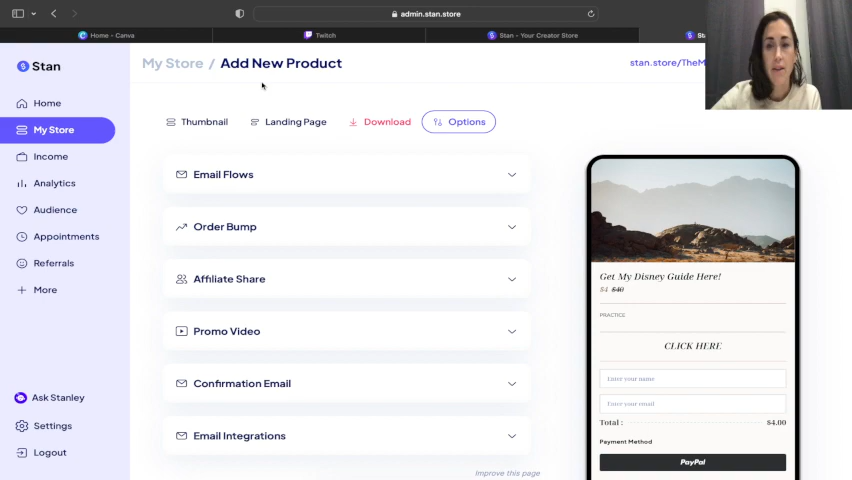 admin.stan.store
Home - Canva
Twitch
Stan - Your Creator Store
Stan
My Store / Add New Product
stan.store/TheM
Home
My Store
Income
Analytics
Audience
Appointments
Referrals
More
Ask Stanley
Settings
Logout
Thumbnail
Landing Page
Download
Options
Email Flows
Order Bump
Affiliate Share
Promo Video
Confirmation Email
Email Integrations
Improve this page
Get My Disney Guide Here!
$4 $40
PRACTICE
CLICK HERE
Enter your name
Enter your email
Total : $4.00
Payment Method
PayPal